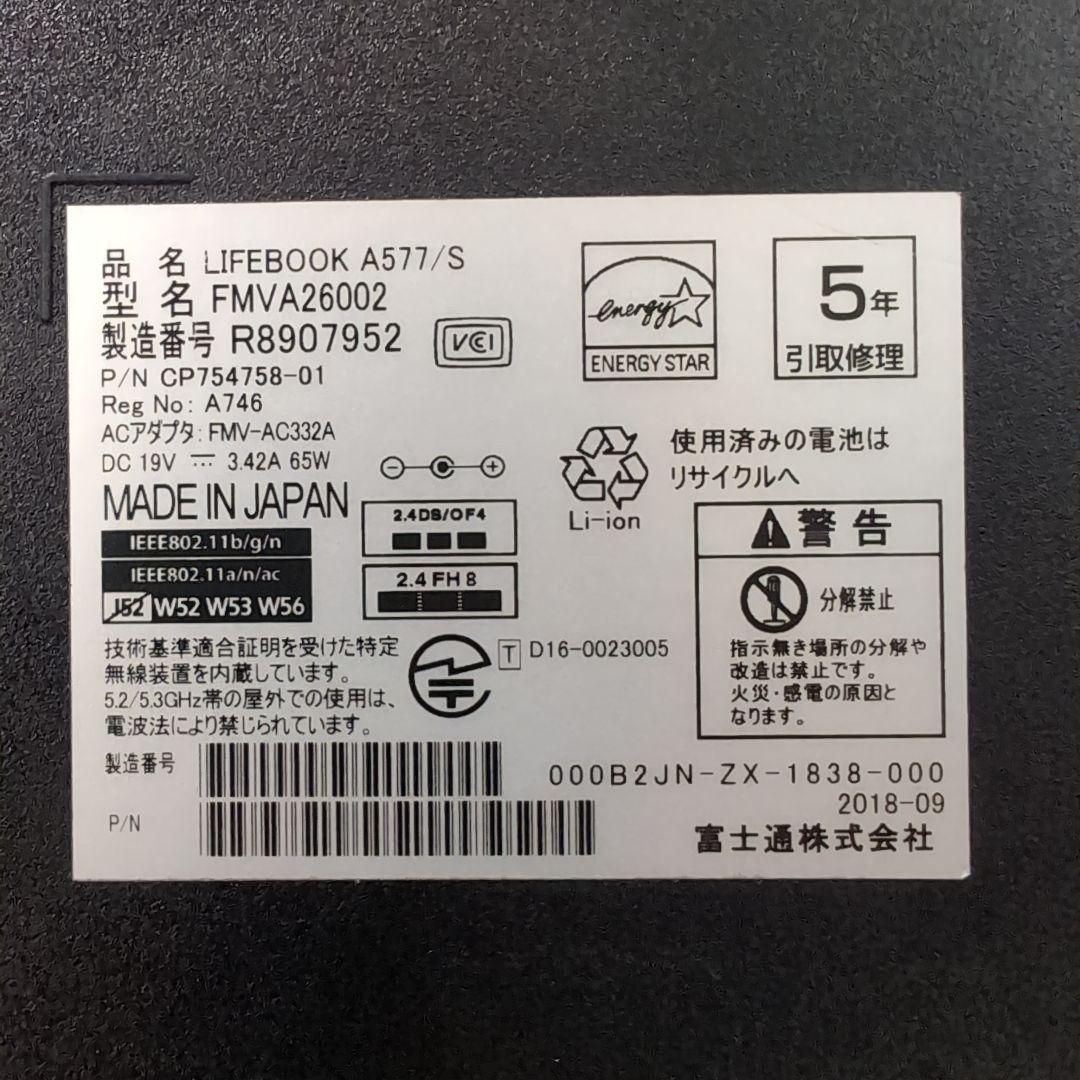 品 名 LIFEBOOK A577/S
型 名 FMVA26002
製造番号 R8907952
VCCI
P/N CP754758-01
Reg No: A746
ACアダプタ: FMV-AC332A
DC 19V ⎓ 3.42A 65W
MADE IN JAPAN
IEEE802.11b/g/n
IEEE802.11a/n/ac
J52 W52 W53 W56
2.4DS/OF4
2.4FH8
energy
ENERGY STAR
5年
引取修理
Li-ion
使用済みの電池は
リサイクルへ
警告
分解禁止
指示無き場所の分解や
改造は禁止です。
火災・感電の原因と
なります。
技術基準適合証明を受けた特定
無線装置を内蔵しています。
5.2/5.3GHz帯の屋外での使用は、
電波法により禁じられています。
T D16-0023005
製造番号
P/N
000B2JN-ZX-1838-000
2018-09
富士通株式会社